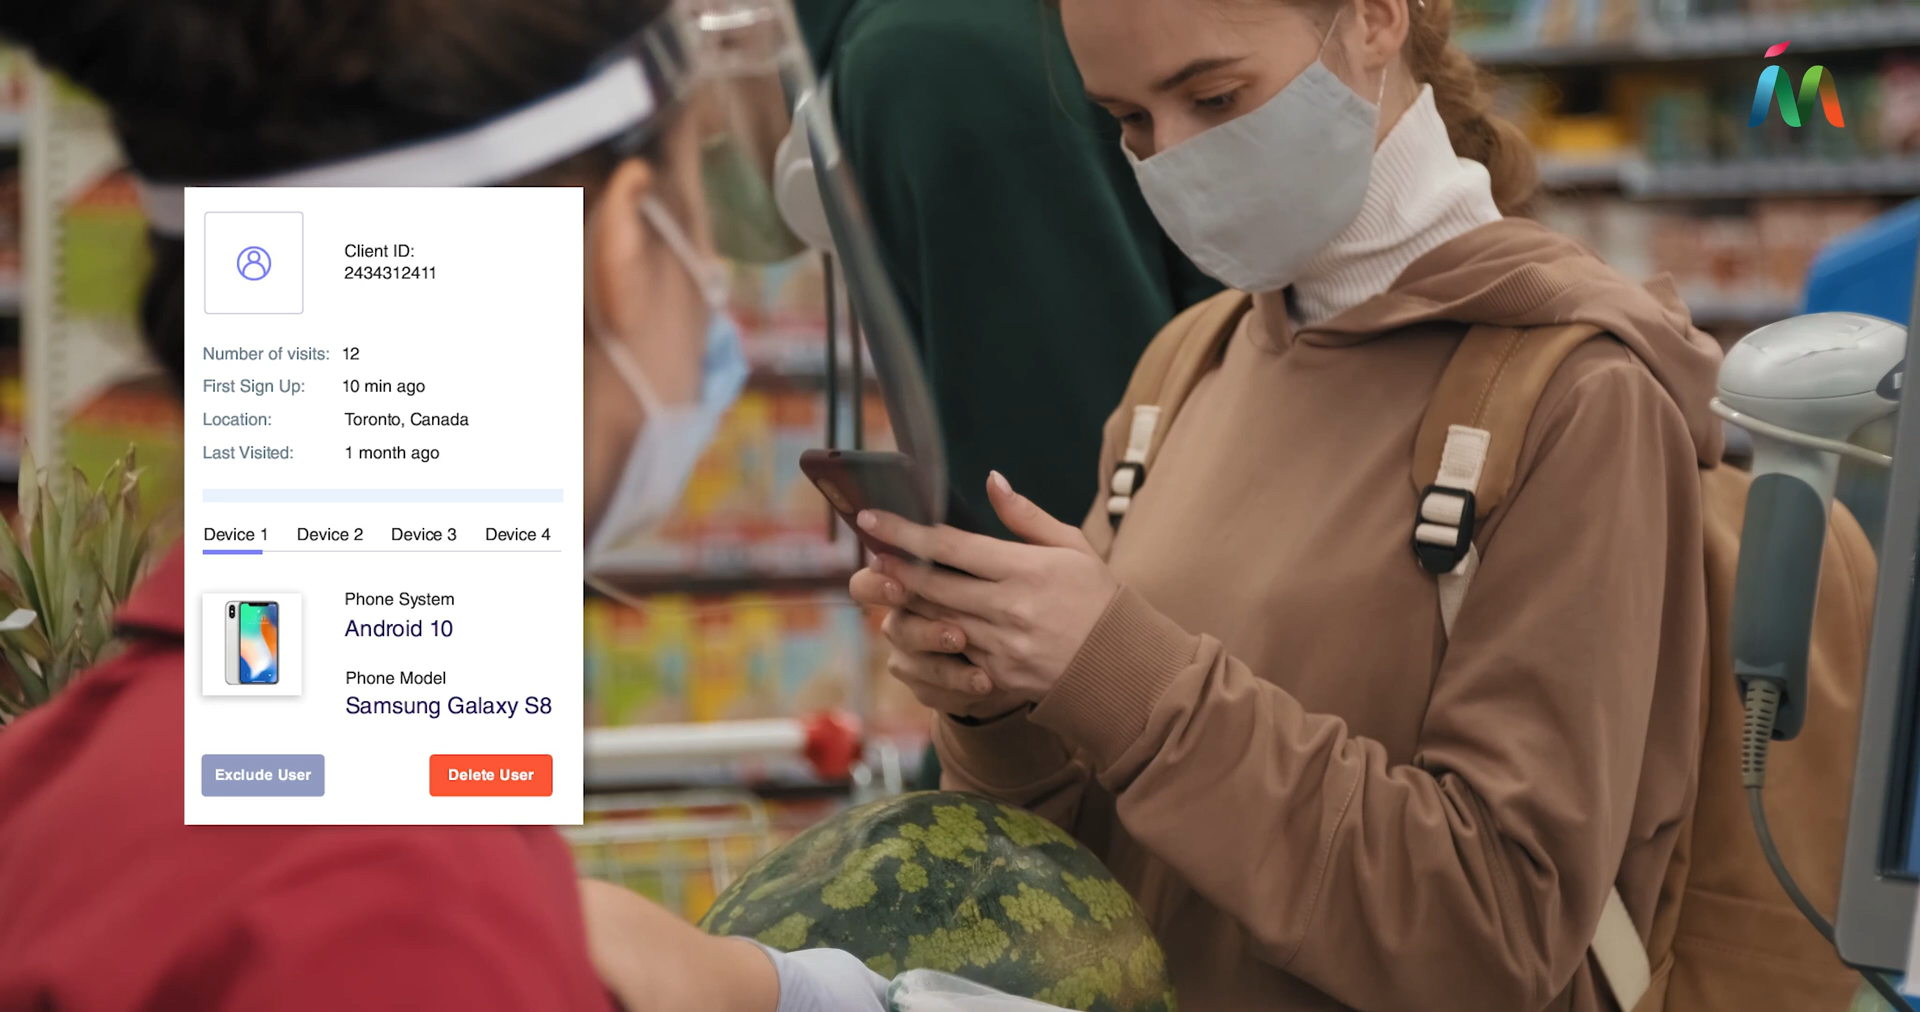 Client ID:
2434312411
Number of visits: 12
First Sign Up: 10 min ago
Location: Toronto, Canada
Last Visited: 1 month ago
Device 1 Device 2 Device 3 Device 4
Phone System
Android 10
Phone Model
Samsung Galaxy S8
Exclude User Delete User